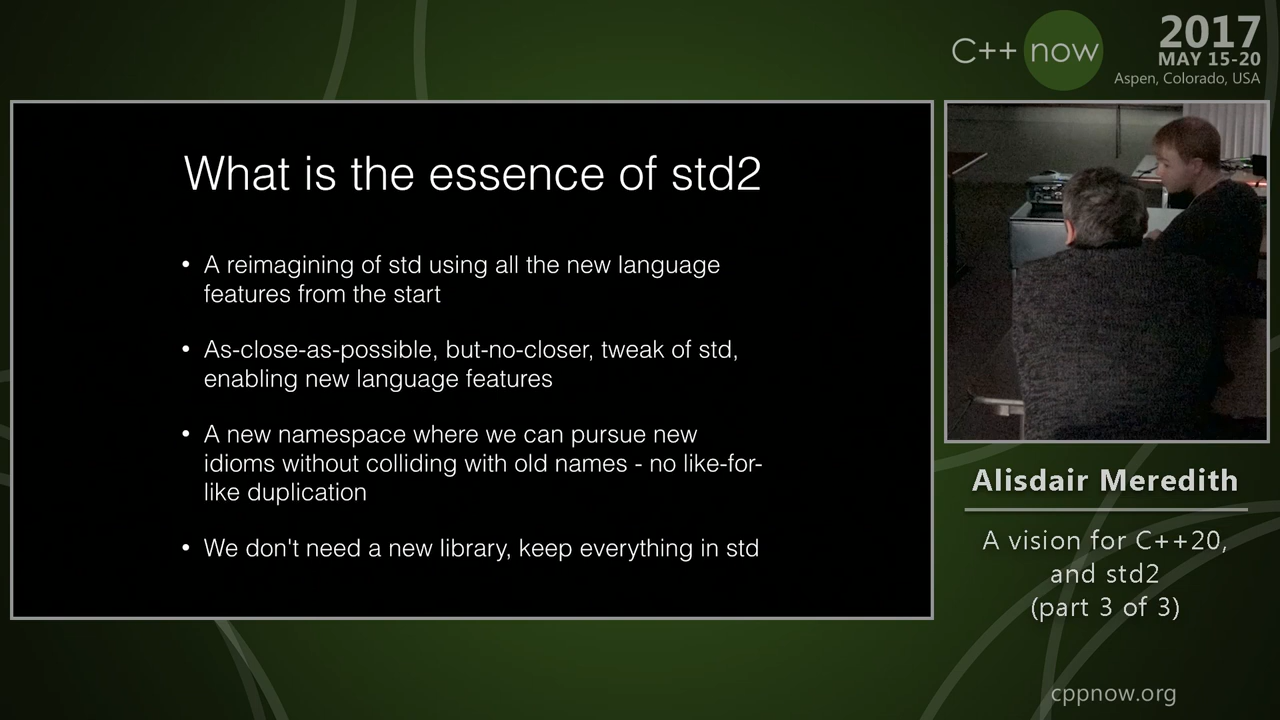 C++ now
2017
MAY 15-20
Aspen, Colorado, USA
What is the essence of std2
• A reimagining of std using all the new language
features from the start
• As-close-as-possible, but-no-closer, tweak of std,
enabling new language features
• A new namespace where we can pursue new
idioms without colliding with old names - no like-for-
like duplication
• We don't need a new library, keep everything in std
Alisdair Meredith
A vision for C++20,
and std2
(part 3 of 3)
cppnow.org